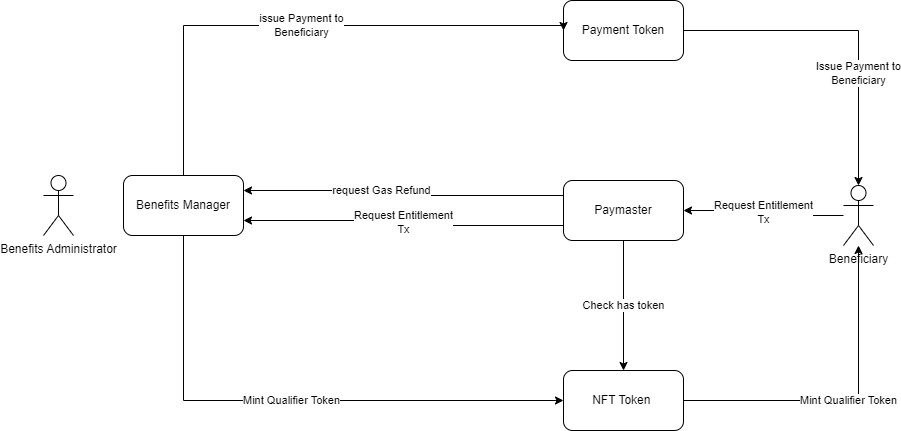 issue Payment to
Beneficiary
Payment Token
Issue Payment to
Beneficiary
Benefits Manager
request Gas Refund
Request Entitlement
Tx
Paymaster
Request Entitlement
Tx
Benefits Administrator
Beneficiary
Check has token
Mint Qualifier Token
NFT Token
Mint Qualifier Token